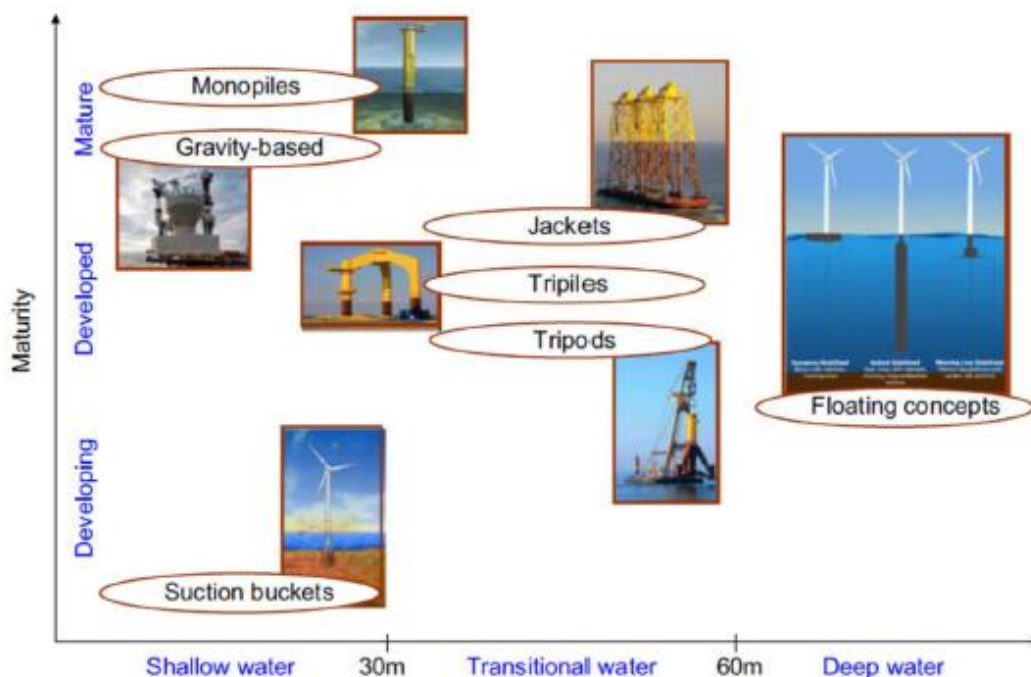 Maturity
Mature
Developed
Developing
Monopiles
Gravity-based
Jackets
Tripiles
Tripods
Floating concepts
Suction buckets
Shallow water
30m
Transitional water
60m
Deep water